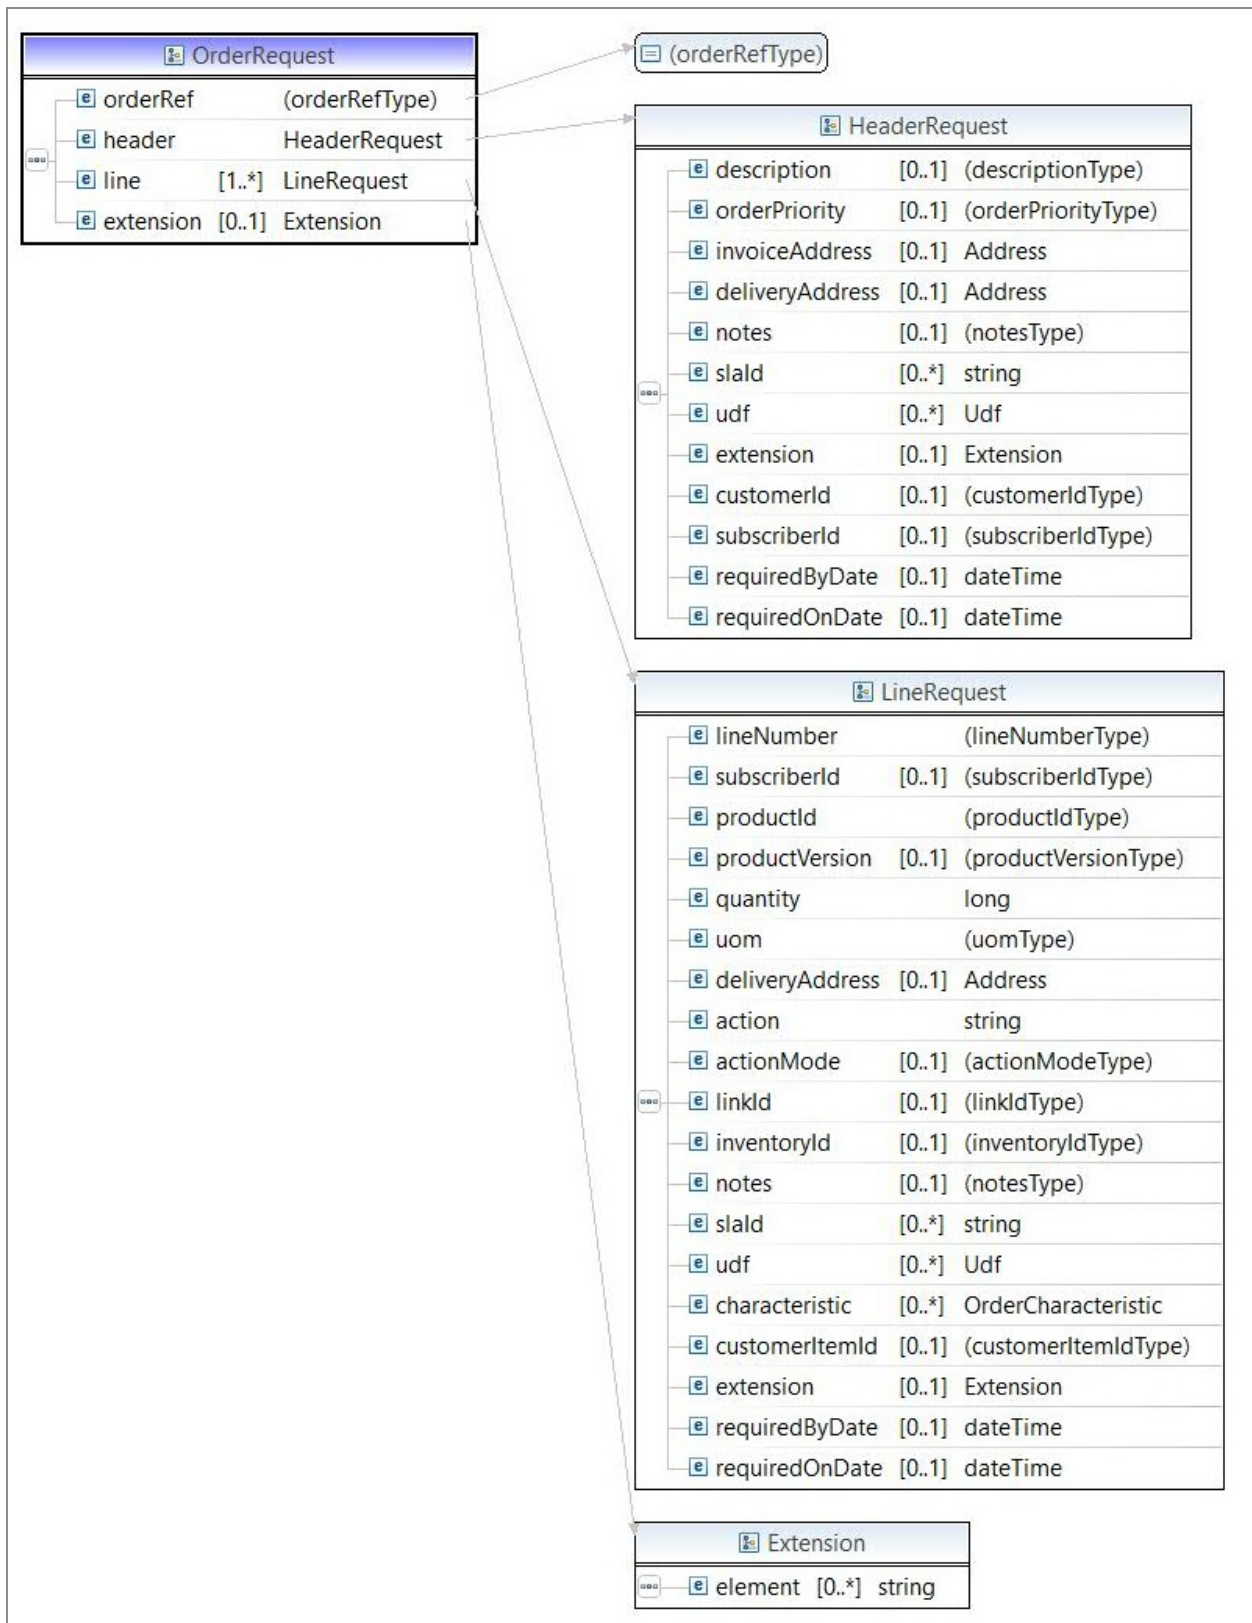 OrderRequest
orderRef (orderRefType)
header HeaderRequest
line [1..*] LineRequest
extension [0..1] Extension
(orderRefType)
HeaderRequest
description [0..1] (descriptionType)
orderPriority [0..1] (orderPriorityType)
invoiceAddress [0..1] Address
deliveryAddress [0..1] Address
notes [0..1] (notesType)
slaId [0..*] string
udf [0..*] Udf
extension [0..1] Extension
customerId [0..1] (customerIdType)
subscriberId [0..1] (subscriberIdType)
requiredByDate [0..1] dateTime
requiredOnDate [0..1] dateTime
LineRequest
lineNumber (lineNumberType)
subscriberId [0..1] (subscriberIdType)
productId (productIdType)
productVersion [0..1] (productVersionType)
quantity long
uom (uomType)
deliveryAddress [0..1] Address
action string
actionMode [0..1] (actionModeType)
linkId [0..1] (linkIdType)
inventoryId [0..1] (inventoryIdType)
notes [0..1] (notesType)
slaId [0..*] string
udf [0..*] Udf
characteristic [0..*] OrderCharacteristic
customerItemId [0..1] (customerItemIdType)
extension [0..1] Extension
requiredByDate [0..1] dateTime
requiredOnDate [0..1] dateTime
Extension
element [0..*] string